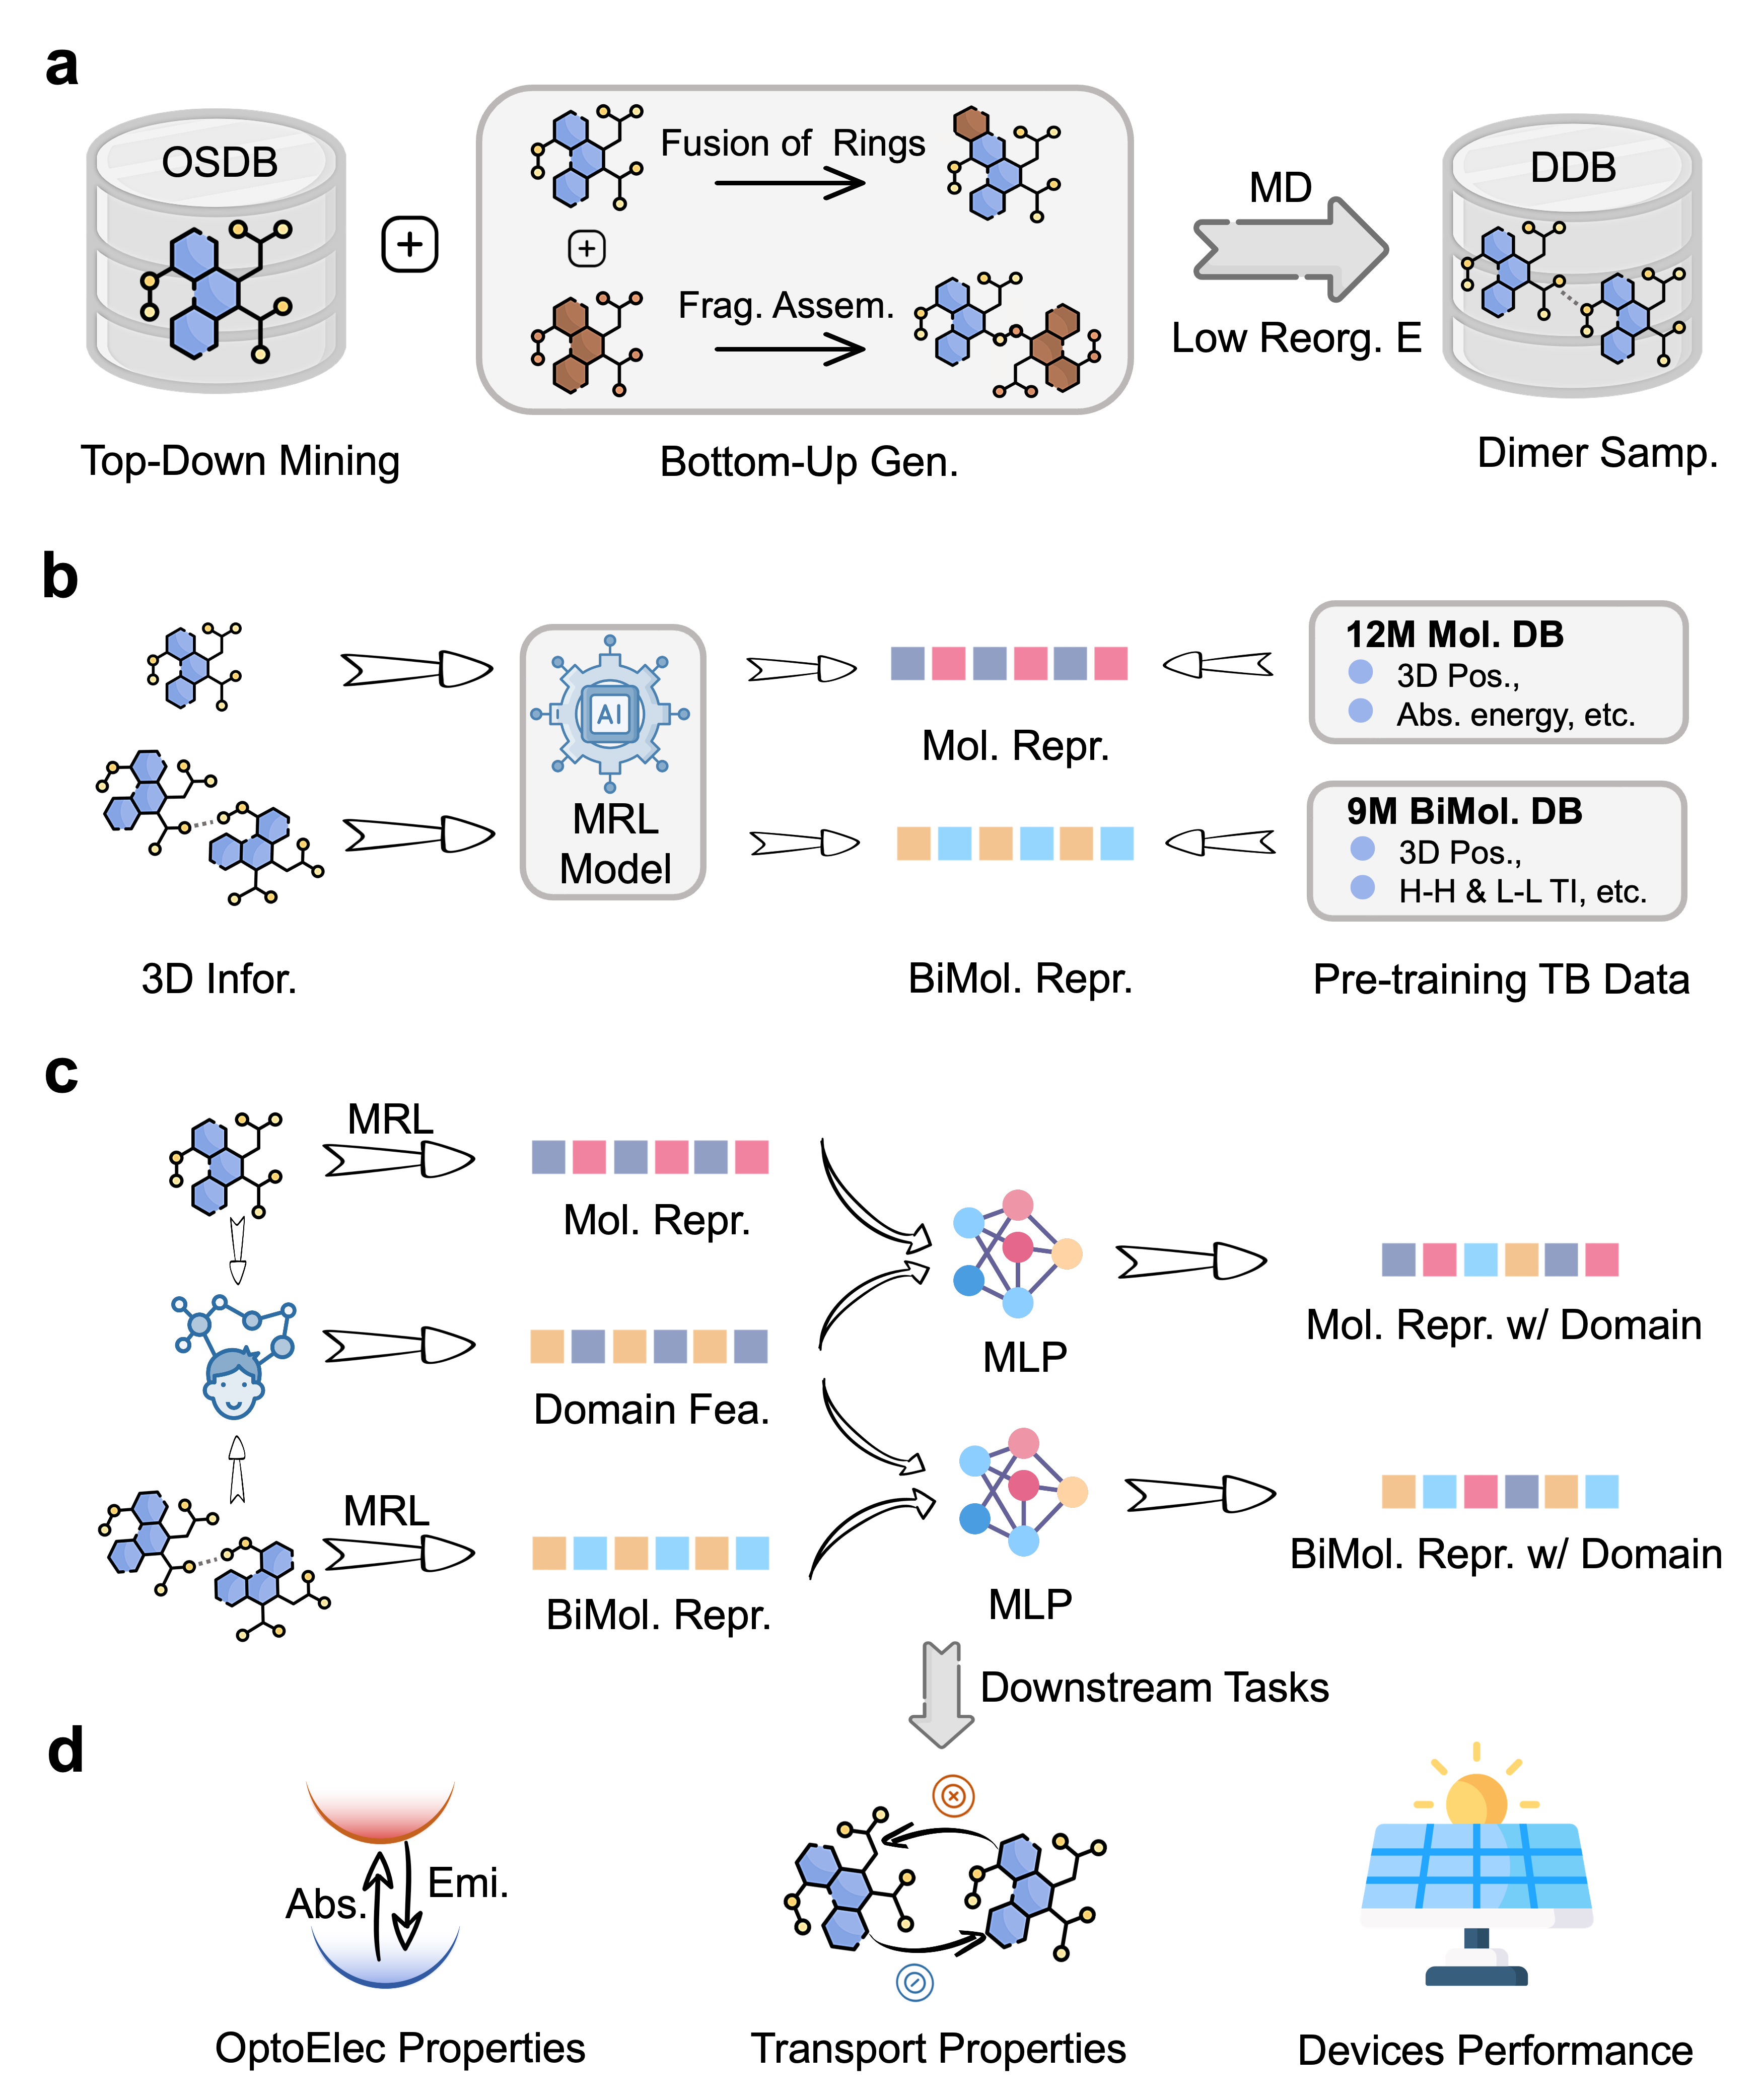 a
OSDB
Fusion of Rings
Frag. Assem.
MD
Low Reorg. E
DDB
Top-Down Mining
Bottom-Up Gen.
Dimer Samp.
b
AI
MRL
Model
Mol. Repr.
12M Mol. DB
3D Pos.,
Abs. energy, etc.
9M BiMol. DB
3D Pos.,
H-H & L-L TI, etc.
3D Infor.
BiMol. Repr.
Pre-training TB Data
c
MRL
Mol. Repr.
MLP
Mol. Repr. w/ Domain
Domain Fea.
MRL
BiMol. Repr.
MLP
BiMol. Repr. w/ Domain
Downstream Tasks
d
Abs.
Emi.
OptoElec Properties
Transport Properties
Devices Performance